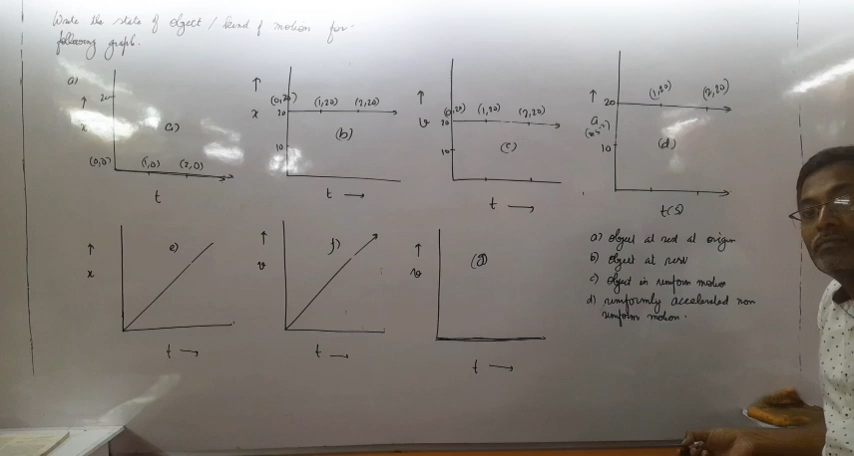 Write the state of object / kind of motion for
following graph.
a)
20
↑
x
a)
(0,0)
(1,0)
(2,0)
t
↑
x
(0,20)
(1,20)
(2,20)
20
10
(b)
t →
↑
v
(0,20)
(1,20)
(2,20)
20
10
(c)
t →
↑
a
20
10
(1,20)
(2,20)
(d)
t(s)
↑
x
e)
t →
↑
v
f)
t →
↑
v
(g)
t →
a) object at rest at origin
b) object at rest
c) object in uniform motion
d) uniformly accelerated non
uniform motion.